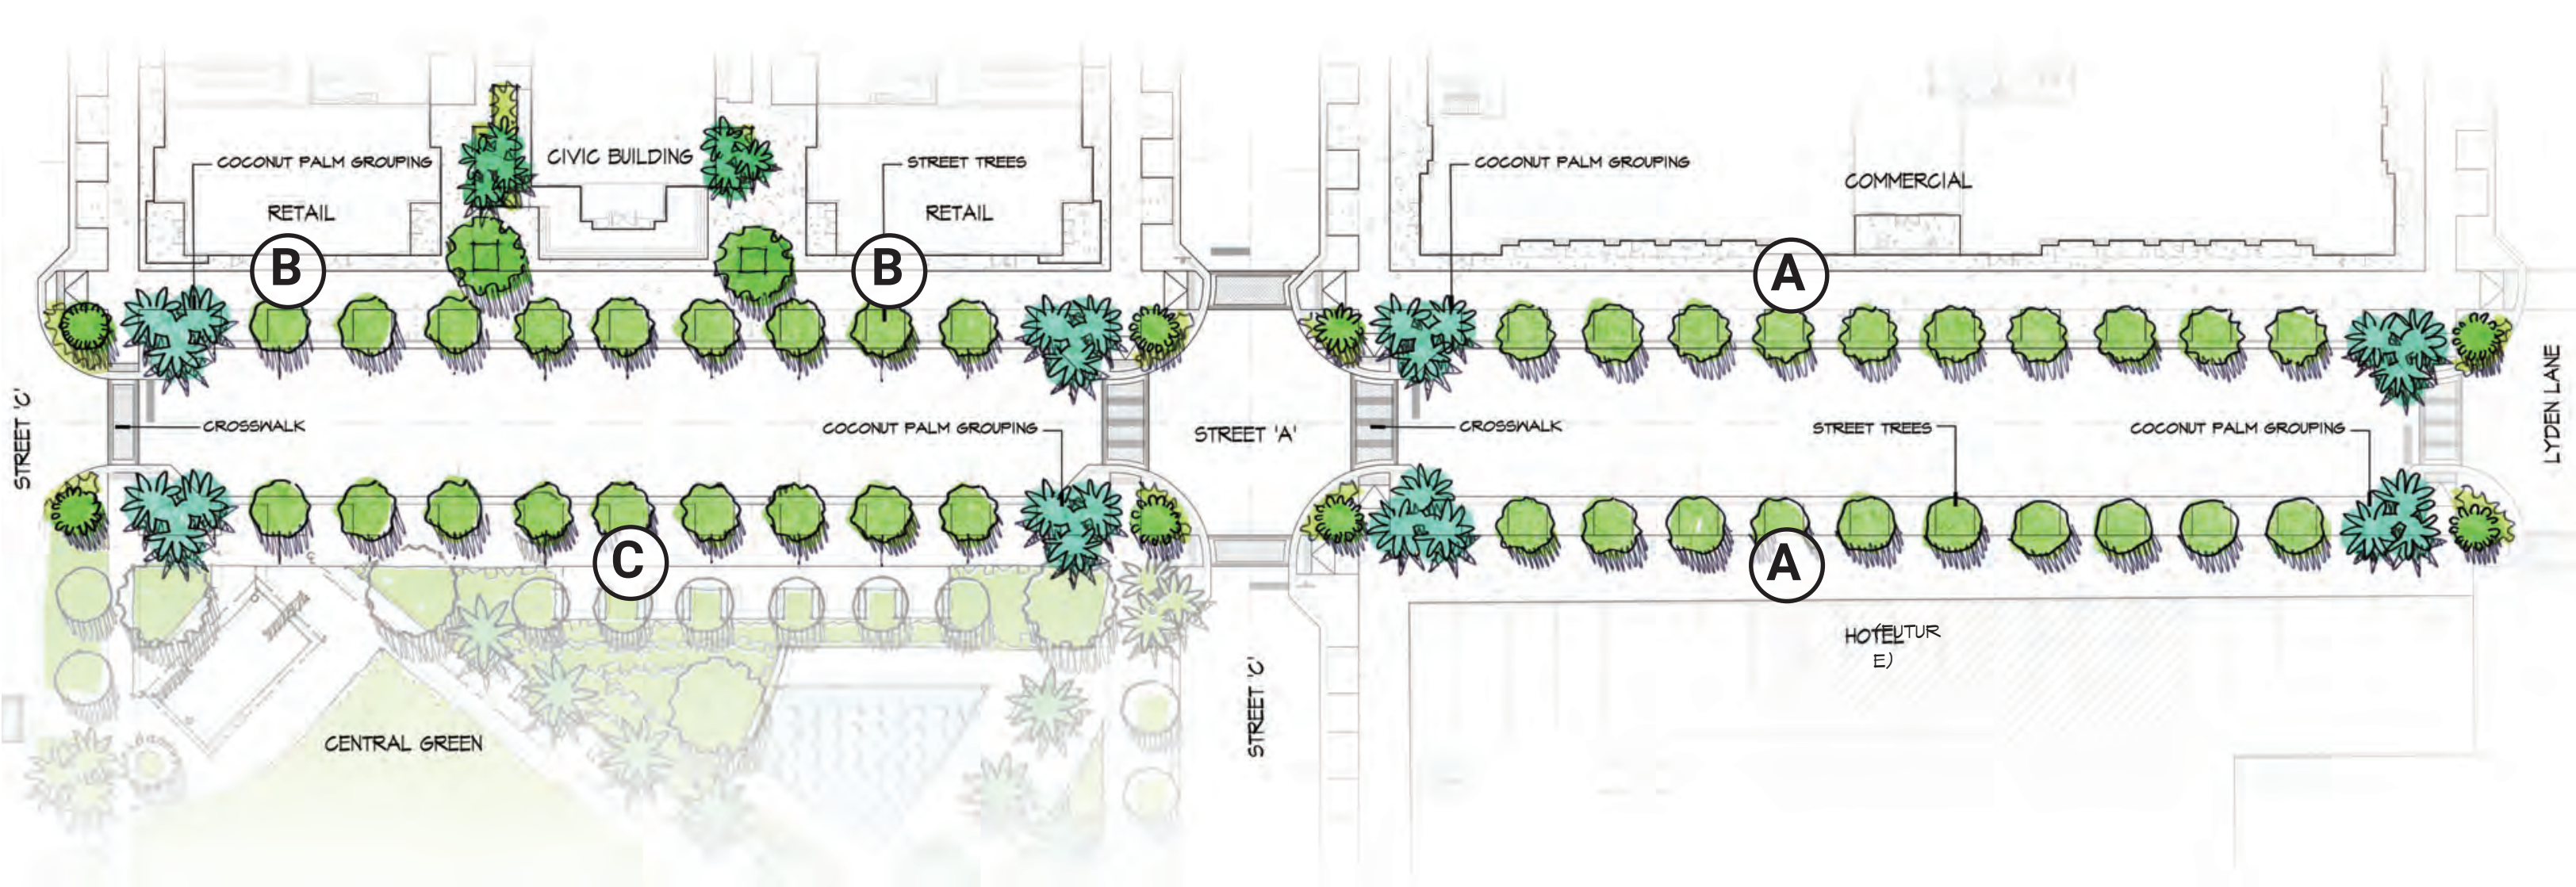 CIVIC BUILDING
COCONUT PALM GROUPING
STREET TREES
COCONUT PALM GROUPING
COMMERCIAL
RETAIL
RETAIL
B
B
A
STREET 'C'
CROSSWALK
COCONUT PALM GROUPING
STREET 'A'
CROSSWALK
STREET TREES
COCONUT PALM GROUPING
LYDEN LANE
C
A
HOTEL
FUTUR
E)
STREET 'C'
CENTRAL GREEN